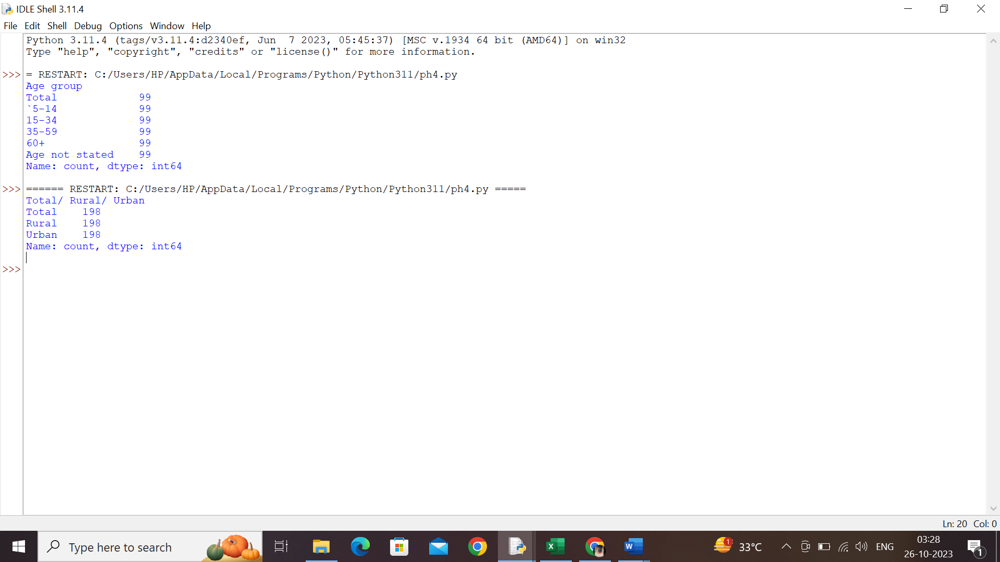 IDLE Shell 3.11.4
File Edit Shell Debug Options Window Help
Python 3.11.4 (tags/v3.11.4:d2340ef, Jun  7 2023, 05:45:37) [MSC v.1934 64 bit (AMD64)] on win32
Type "help", "copyright", "credits" or "license()" for more information.
>>> = RESTART: C:/Users/HP/AppData/Local/Programs/Python/Python311/ph4.py
Age group
Total             99
`5-14             99
15-34             99
35-59             99
60+               99
Age not stated    99
Name: count, dtype: int64
>>> ====== RESTART: C:/Users/HP/AppData/Local/Programs/Python/Python311/ph4.py =====
Total/ Rural/ Urban
Total    198
Rural    198
Urban    198
Name: count, dtype: int64
>>>
Ln: 20 Col: 0
Type here to search
1
33°C
ENG
03:28
26-10-2023
1